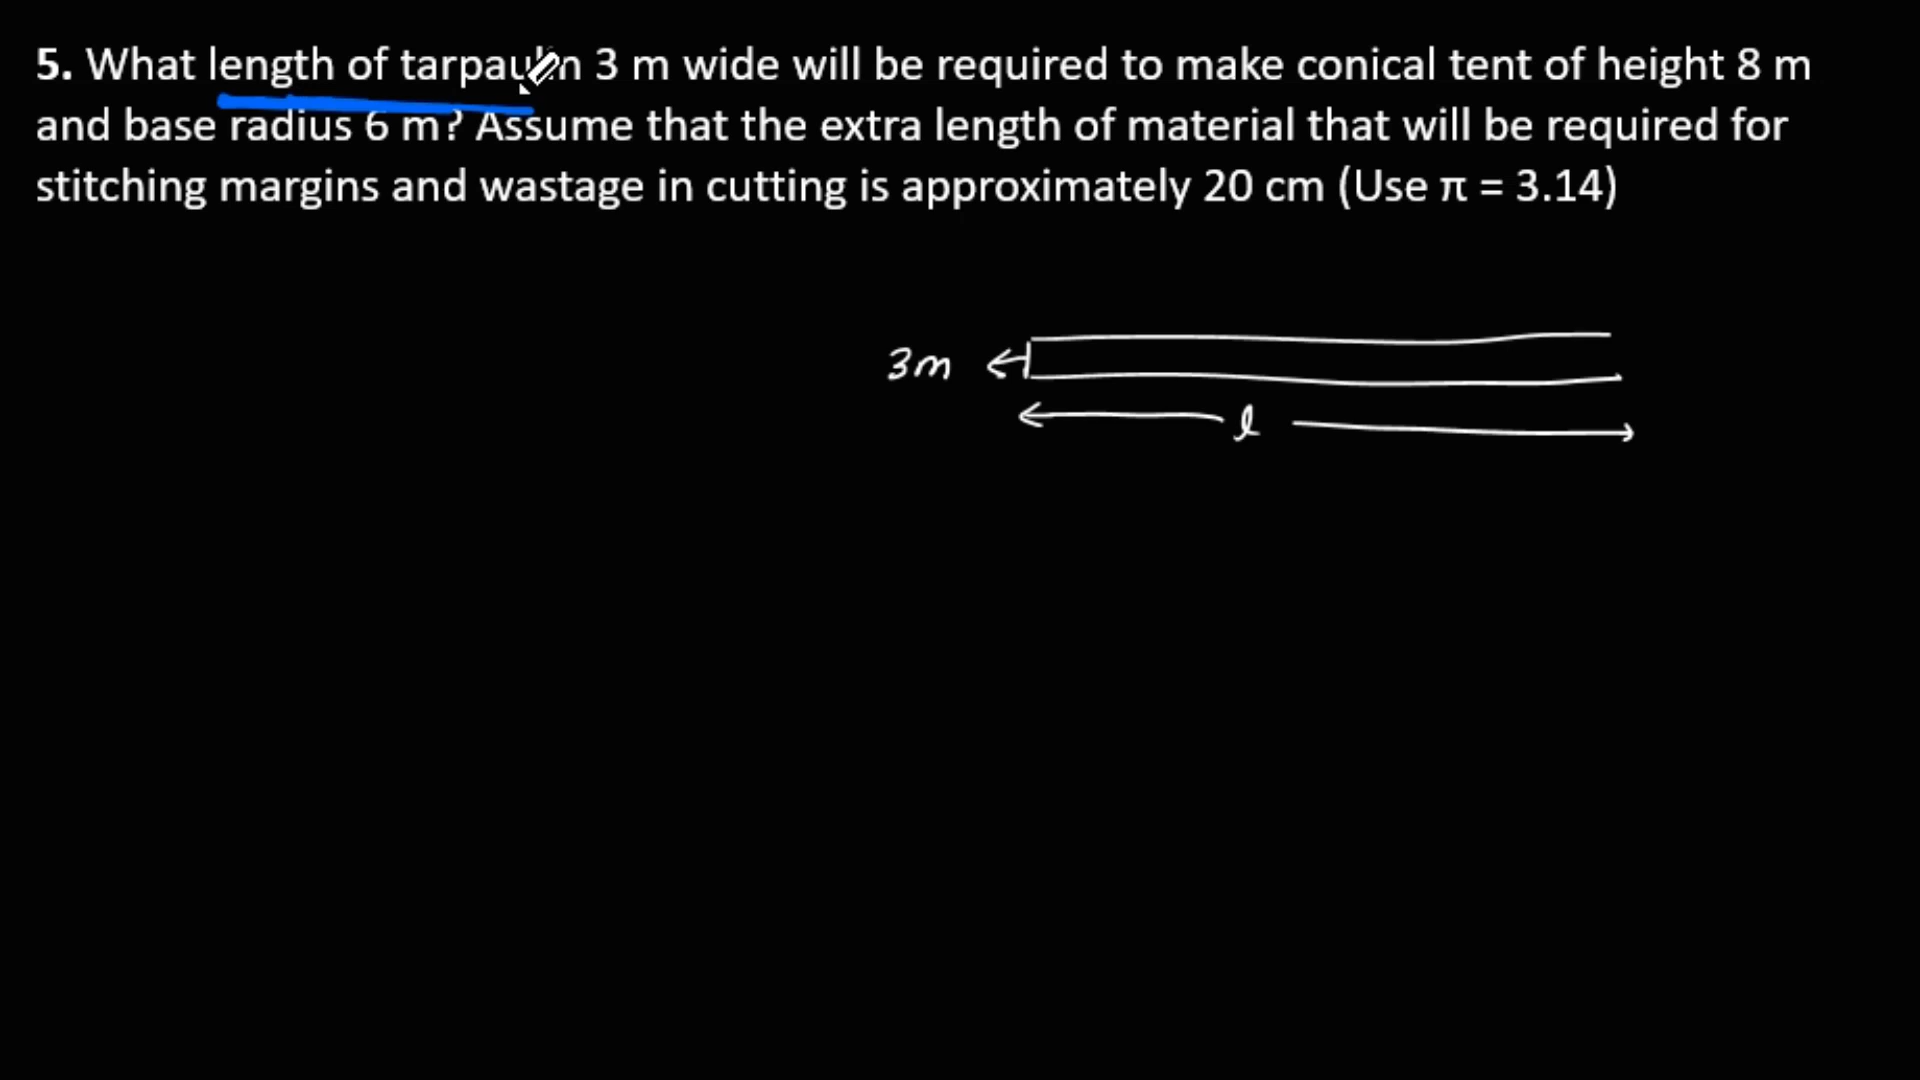 5. What length of tarpaulin 3 m wide will be required to make conical tent of height 8 m
and base radius 6 m? Assume that the extra length of material that will be required for
stitching margins and wastage in cutting is approximately 20 cm (Use π = 3.14)
3m
l